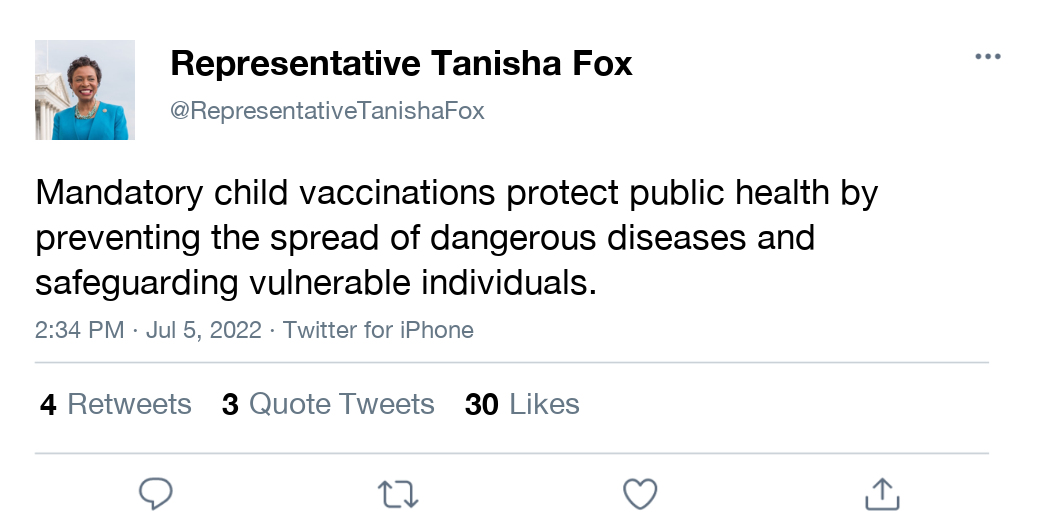 Representative Tanisha Fox
@RepresentativeTanishaFox
Mandatory child vaccinations protect public health by
preventing the spread of dangerous diseases and
safeguarding vulnerable individuals.
2:34 PM · Jul 5, 2022 · Twitter for iPhone
4 Retweets 3 Quote Tweets 30 Likes